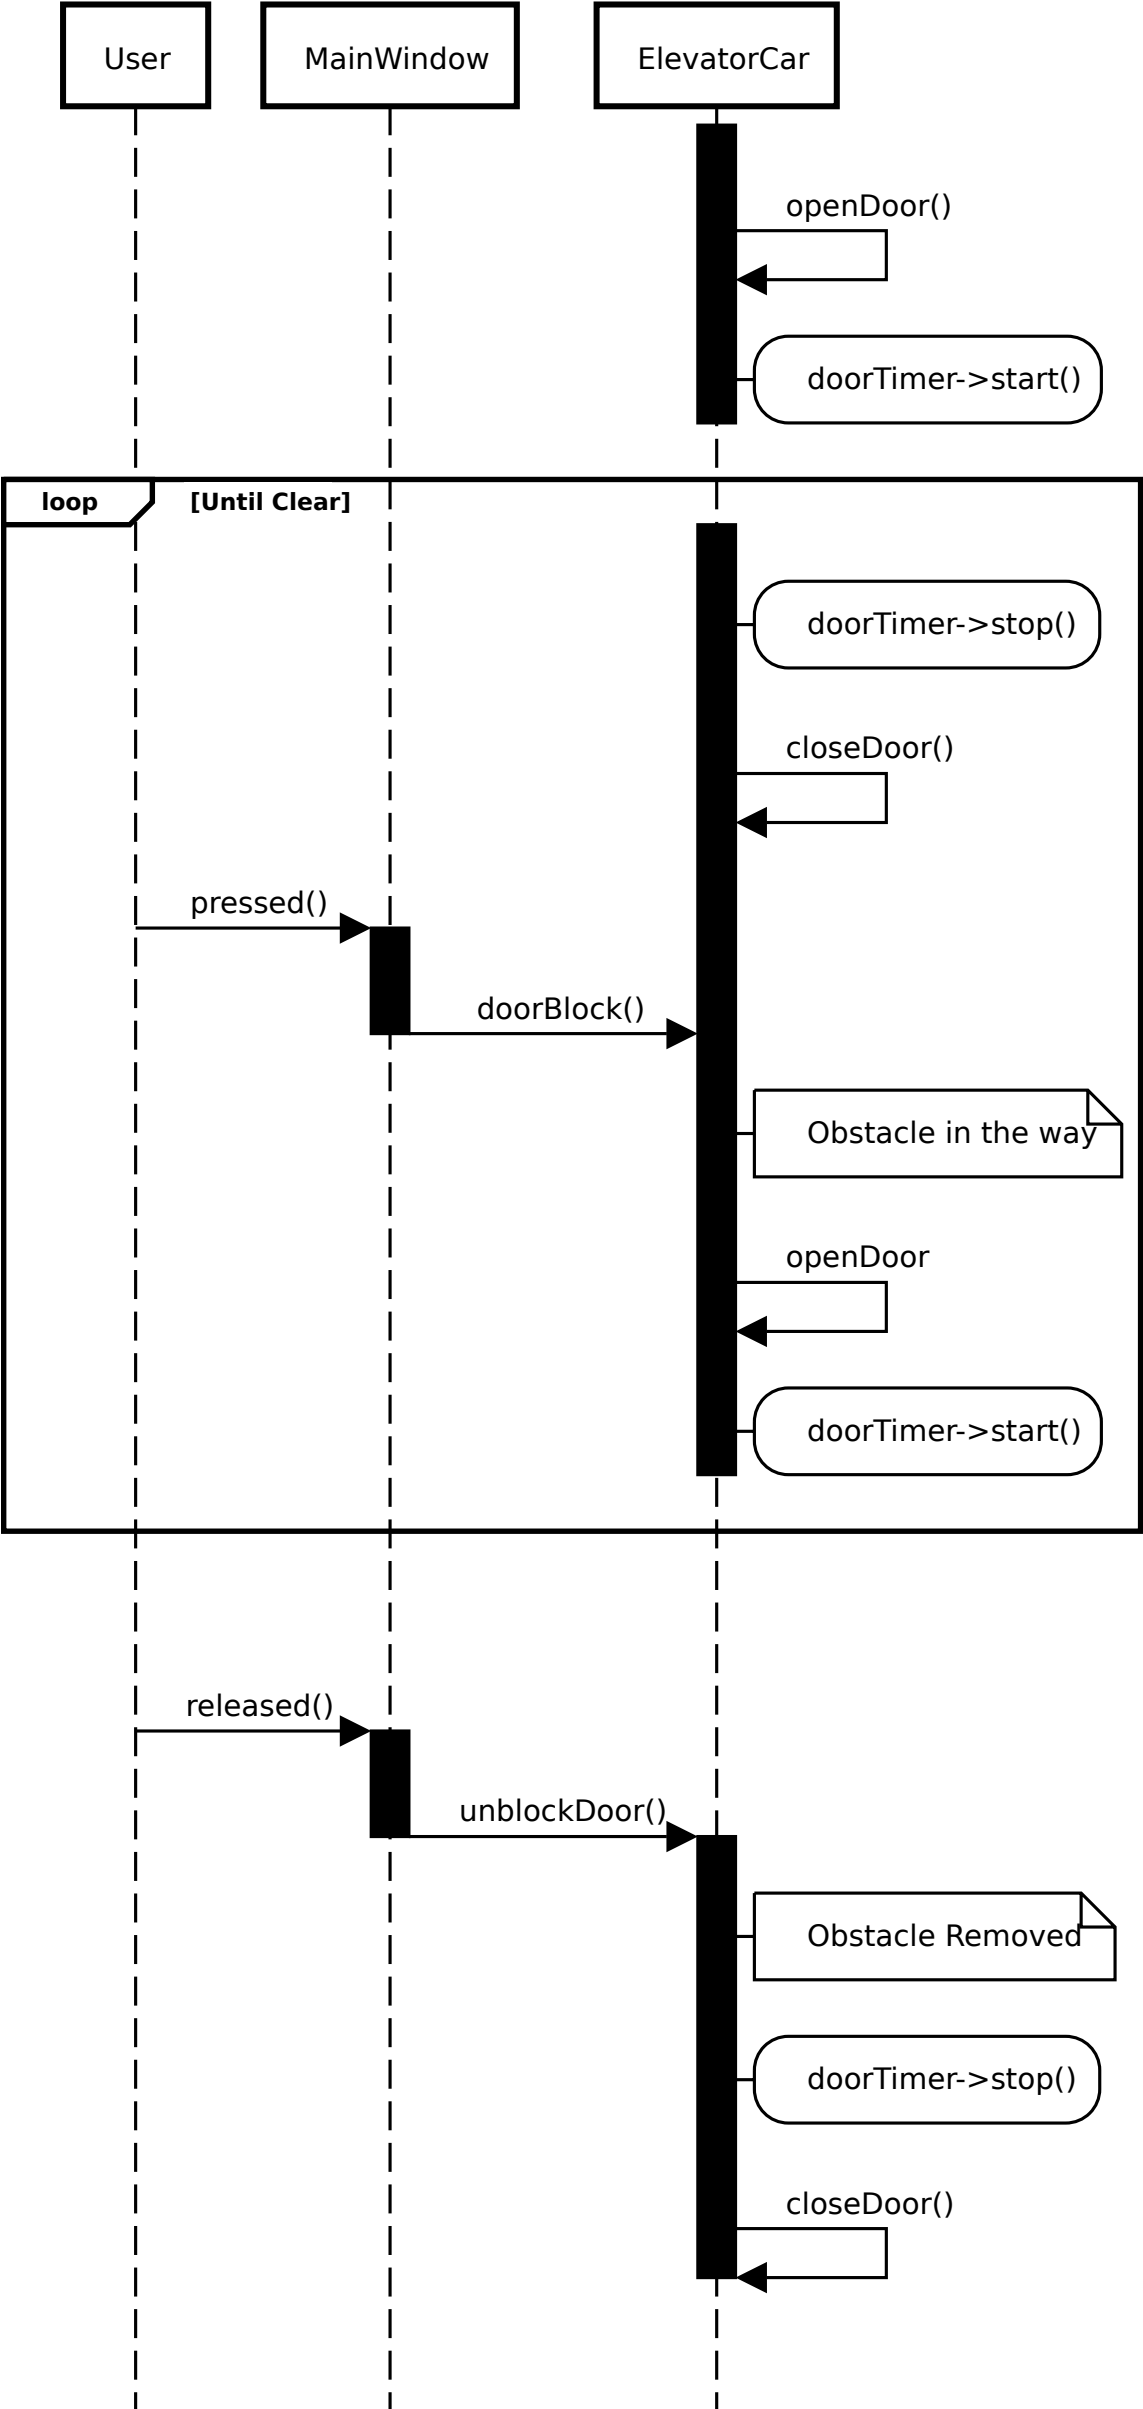 User
MainWindow
ElevatorCar
openDoor()
doorTimer->start()
loop
[Until Clear]
doorTimer->stop()
closeDoor()
pressed()
doorBlock()
Obstacle in the way
openDoor
doorTimer->start()
released()
unblockDoor()
Obstacle Removed
doorTimer->stop()
closeDoor()